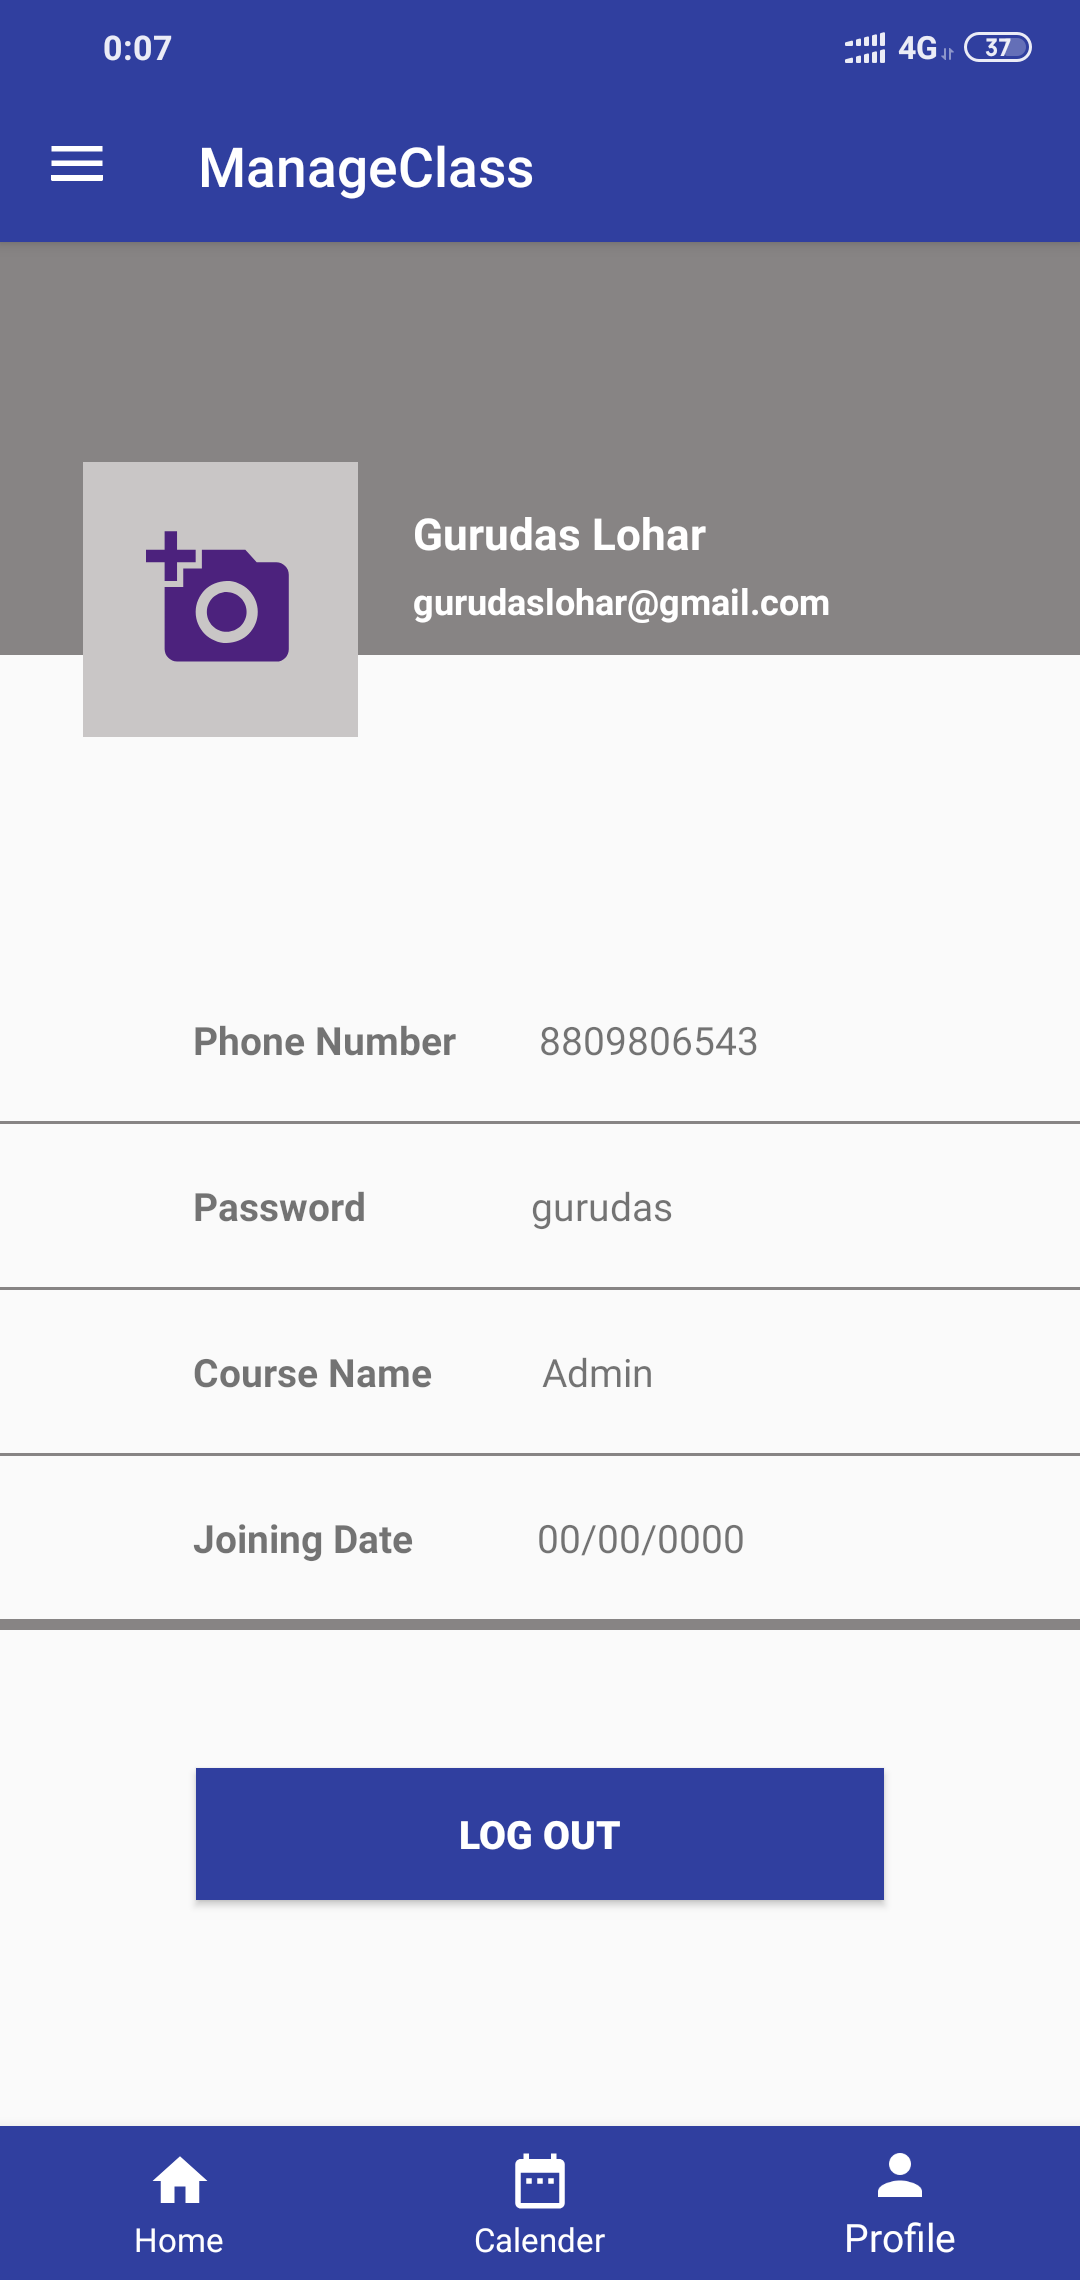 0:07 4G 37
ManageClass
Gurudas Lohar
gurudaslohar@gmail.com
Phone Number 8809806543
Password gurudas
Course Name Admin
Joining Date 00/00/0000
LOG OUT
Home Calender Profile